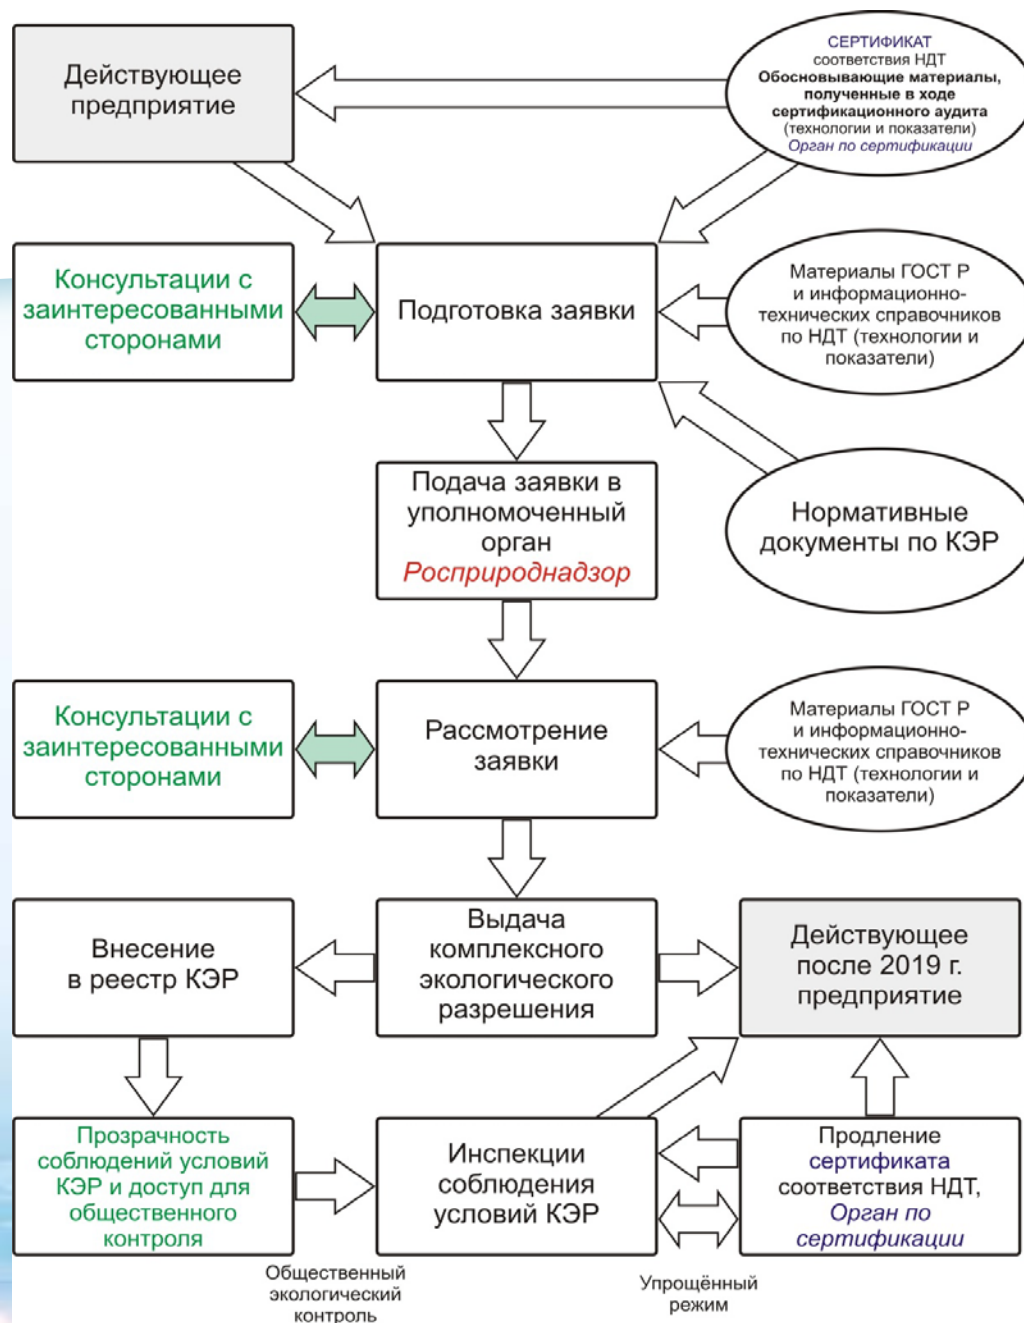 Действующее
предприятие
СЕРТИФИКАТ
соответствия НДТ
Обосновывающие материалы,
полученные в ходе
сертификационного аудита
(технологии и показатели)
Орган по сертификации
Консультации с
заинтересованными
сторонами
Подготовка заявки
Материалы ГОСТ Р
и информационно-
технических справочников
по НДТ (технологии и
показатели)
Подача заявки в
уполномоченный
орган
Росприроднадзор
Нормативные
документы по КЭР
Консультации с
заинтересованными
сторонами
Рассмотрение
заявки
Материалы ГОСТ Р
и информационно-
технических справочников
по НДТ (технологии и
показатели)
Внесение
в реестр КЭР
Выдача
комплексного
экологического
разрешения
Действующее
после 2019 г.
предприятие
Прозрачность
соблюдений условий
КЭР и доступ для
общественного
контроля
Инспекции
соблюдения
условий КЭР
Продление
сертификата
соответствия НДТ,
Орган по
сертификации
Общественный
экологический
контроль
Упрощённый
режим